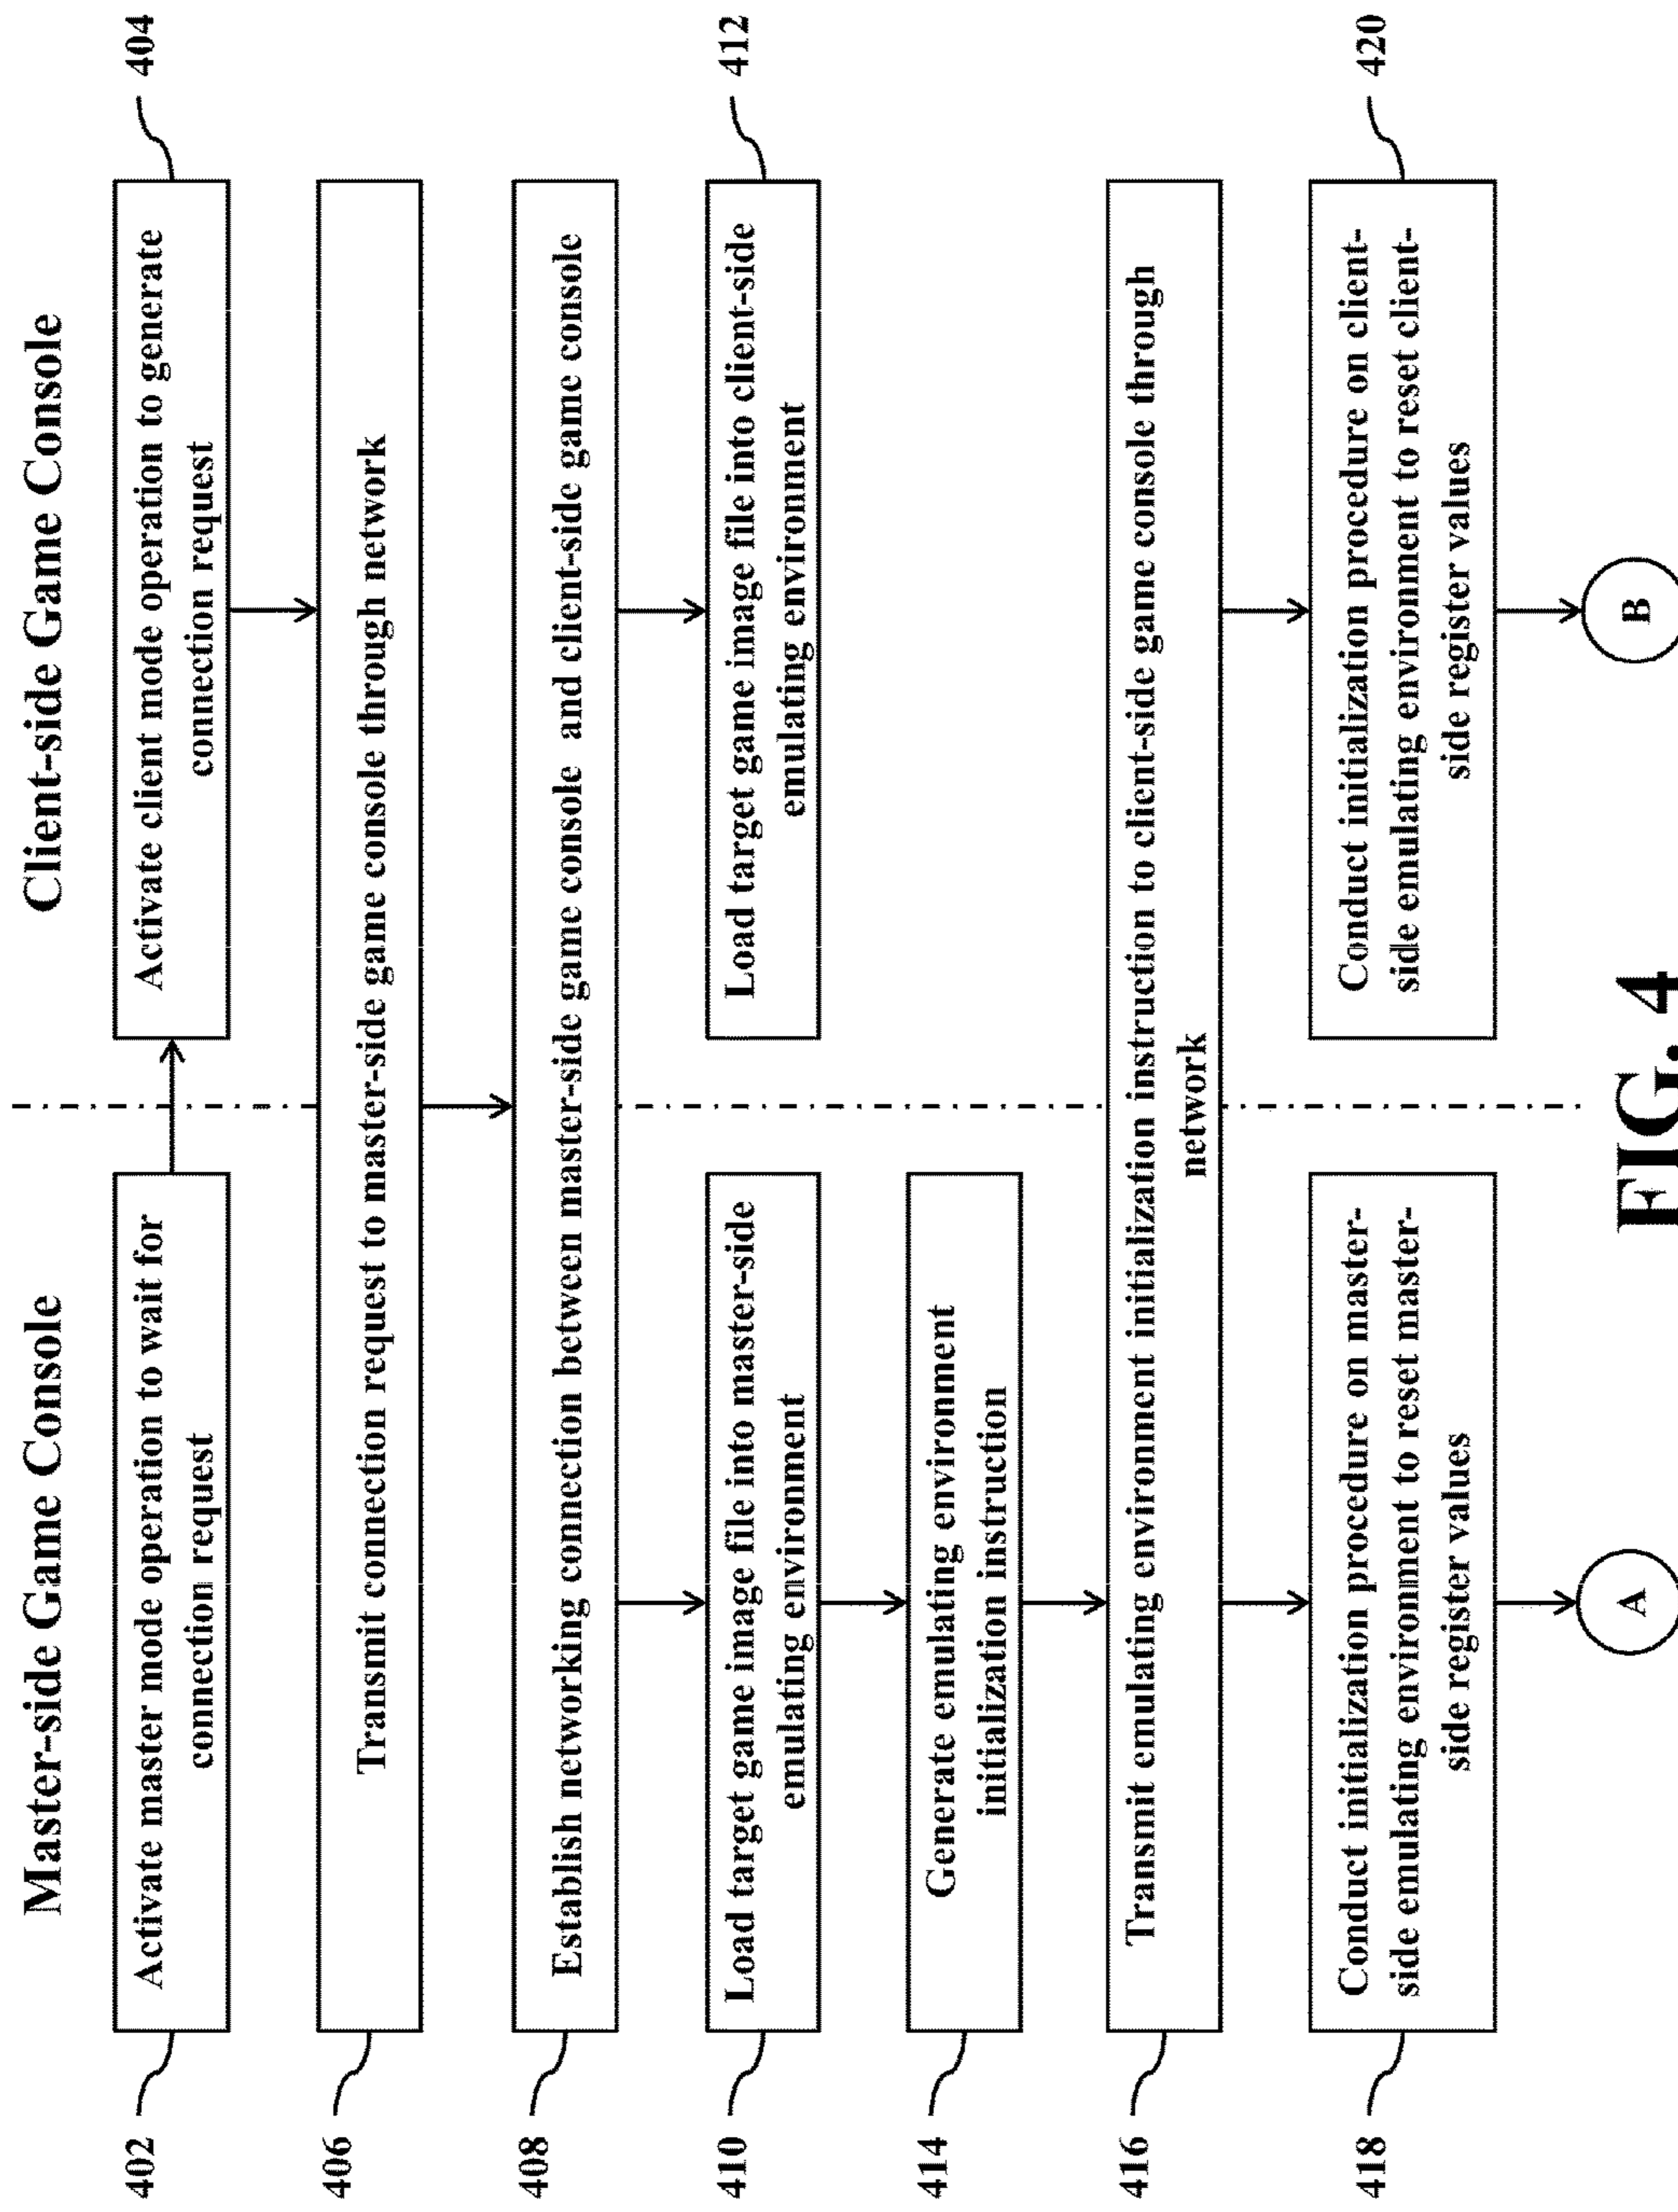 Master-side Game Console
Client-side Game Console
402
Activate master mode operation to wait for
connection request
Activate client mode operation to generate
connection request
404
406
Transmit connection request to master-side game console through network
408
Establish networking connection between master-side game console and client-side game console
410
Load target game image file into master-side
emulating environment
Load target game image file into client-side
emulating environment
412
414
Generate emulating environment
initialization instruction
416
Transmit emulating environment initialization instruction to client-side game console through
network
418
Conduct initialization procedure on master-
side emulating environment to reset master-
side register values
Conduct initialization procedure on client-
side emulating environment to reset client-
side register values
420
A
B
FIG. 4